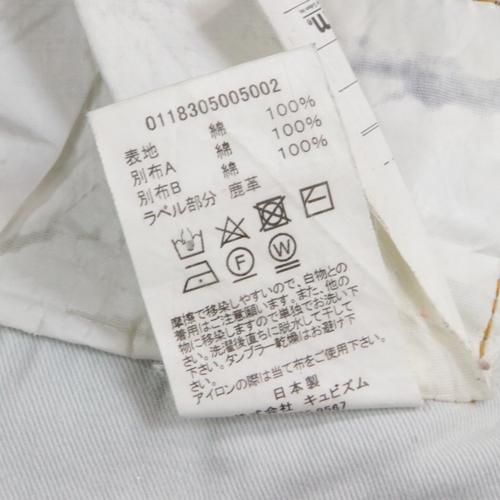 0118305005002
表地 綿 100%
別布A 綿 100%
別布B 綿 100%
ラベル部分 鹿革
F W
摩擦で移染しやすいので、白物との
着用はご注意願います。また、他の
物に移染しますので単独でお洗い下
さい。洗濯後直ちに脱水して干して
下さい。タンブラー乾燥はお避け下
さい。
アイロンの際は当て布をご使用下さい。
日本製
株式会社 キュビズム
2567